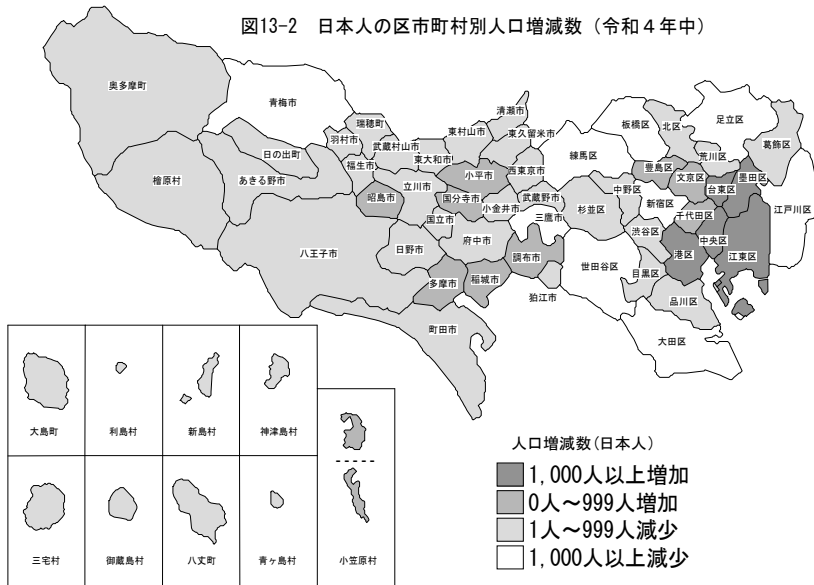 図13-2 日本人の区市町村別人口増減数（令和４年中）
奥多摩町
青梅市
瑞穂町
羽村市
武蔵村山市
東村山市
清瀬市
東久留米市
板橋区
北区
足立区
葛飾区
日の出町
福生市
東大和市
小平市
西東京市
練馬区
豊島区
文京区
荒川区
台東区
墨田区
檜原村
あきる野市
昭島市
立川市
国分寺市
小金井市
武蔵野市
杉並区
中野区
新宿区
千代田区
江戸川区
八王子市
日野市
国立市
府中市
三鷹市
調布市
渋谷区
港区
中央区
江東区
多摩市
稲城市
狛江市
世田谷区
目黒区
品川区
町田市
大田区
大島町
利島村
新島村
神津島村
三宅村
御蔵島村
八丈町
青ヶ島村
小笠原村
人口増減数(日本人)
1,000人以上増加
0人～999人増加
1人～999人減少
1,000人以上減少